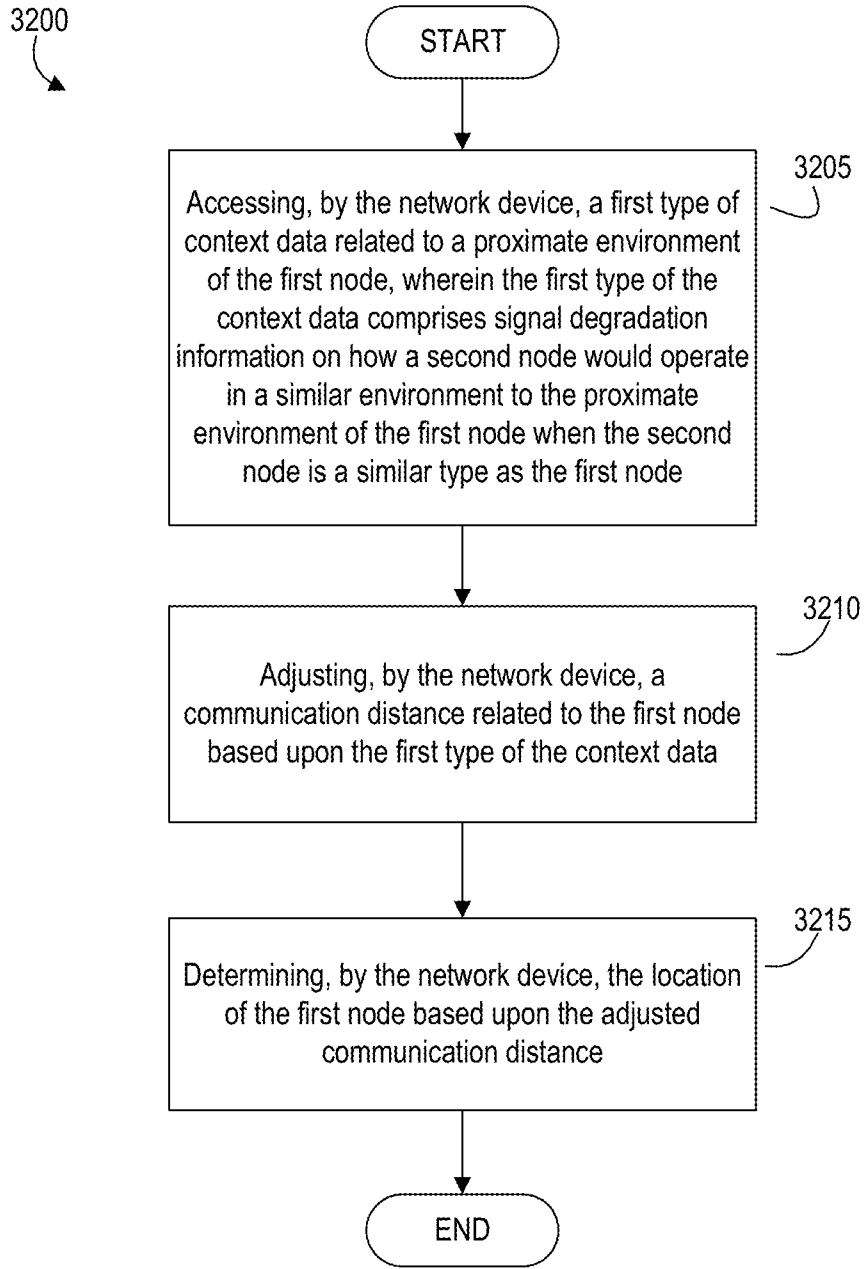 3200
START
3205
Accessing, by the network device, a first type of
context data related to a proximate environment
of the first node, wherein the first type of the
context data comprises signal degradation
information on how a second node would operate
in a similar environment to the proximate
environment of the first node when the second
node is a similar type as the first node
3210
Adjusting, by the network device, a
communication distance related to the first node
based upon the first type of the context data
3215
Determining, by the network device, the location
of the first node based upon the adjusted
communication distance
END